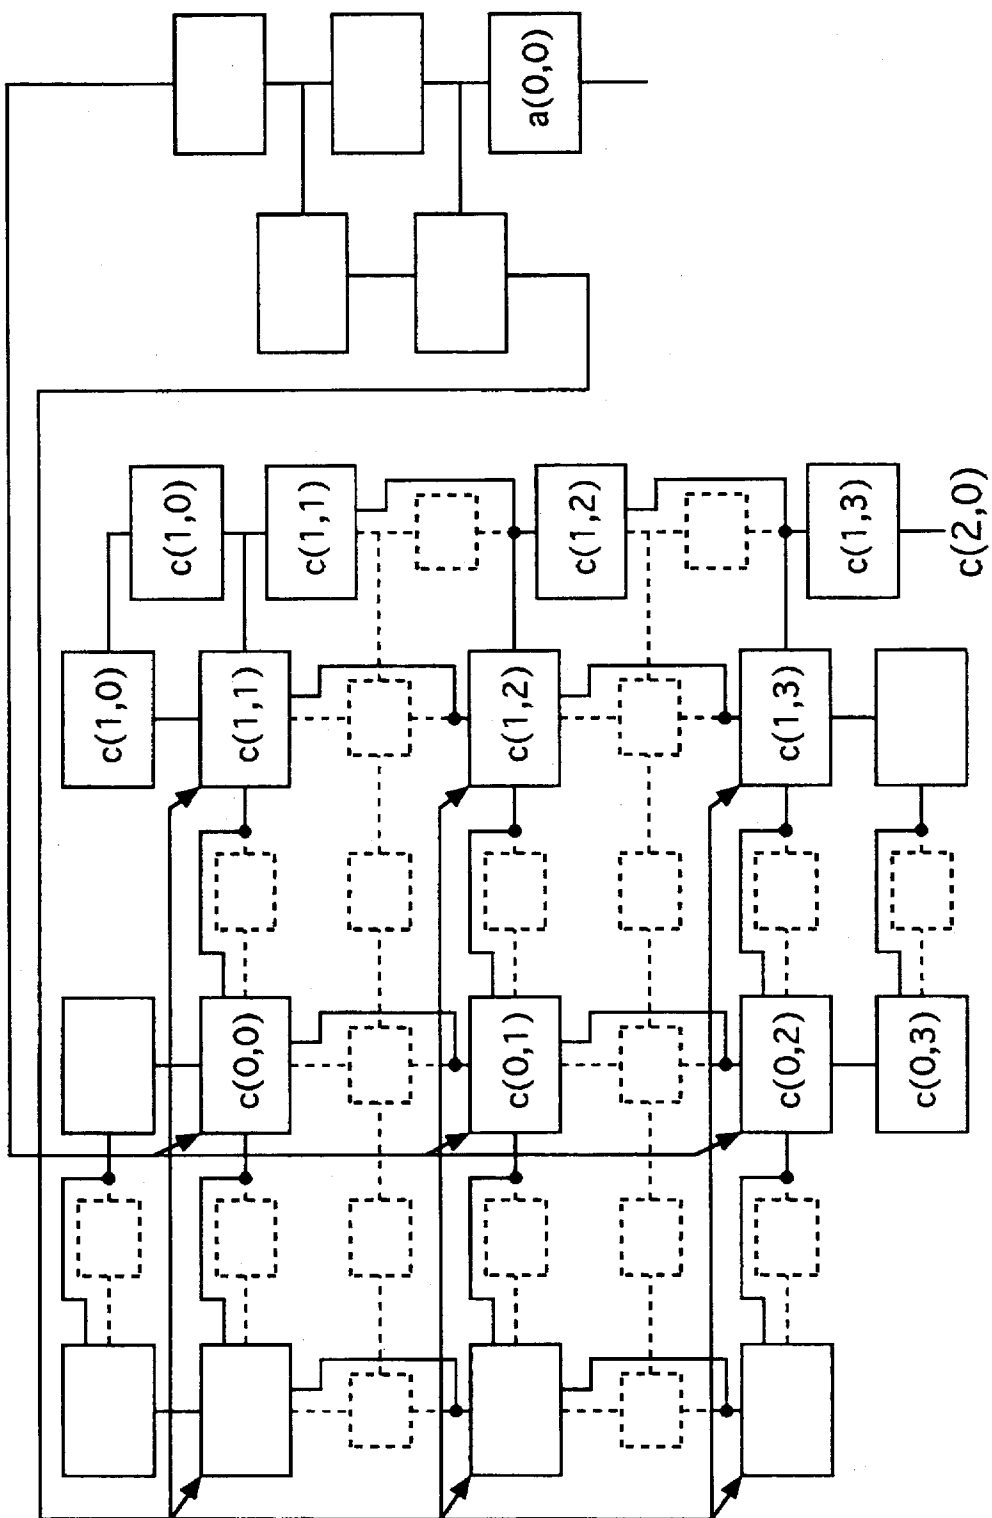 c(1,0)
c(1,0)
c(0,0)
c(1,1)
c(1,1)
c(0,1)
c(1,2)
a(0,0)
c(1,2)
c(0,2)
c(1,3)
c(1,3)
c(0,3)
c(2,0)